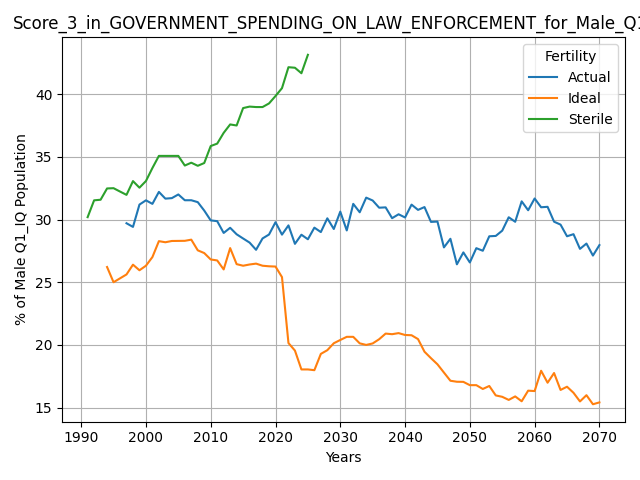 Score_3_in_GOVERNMENT_SPENDING_ON_LAW_ENFORCEMENT_for_Male_Q1
Fertility
Actual
Ideal
Sterile
% of Male Q1_IQ Population
40
35
30
25
20
15
1990 2000 2010 2020 2030 2040 2050 2060 2070
Years